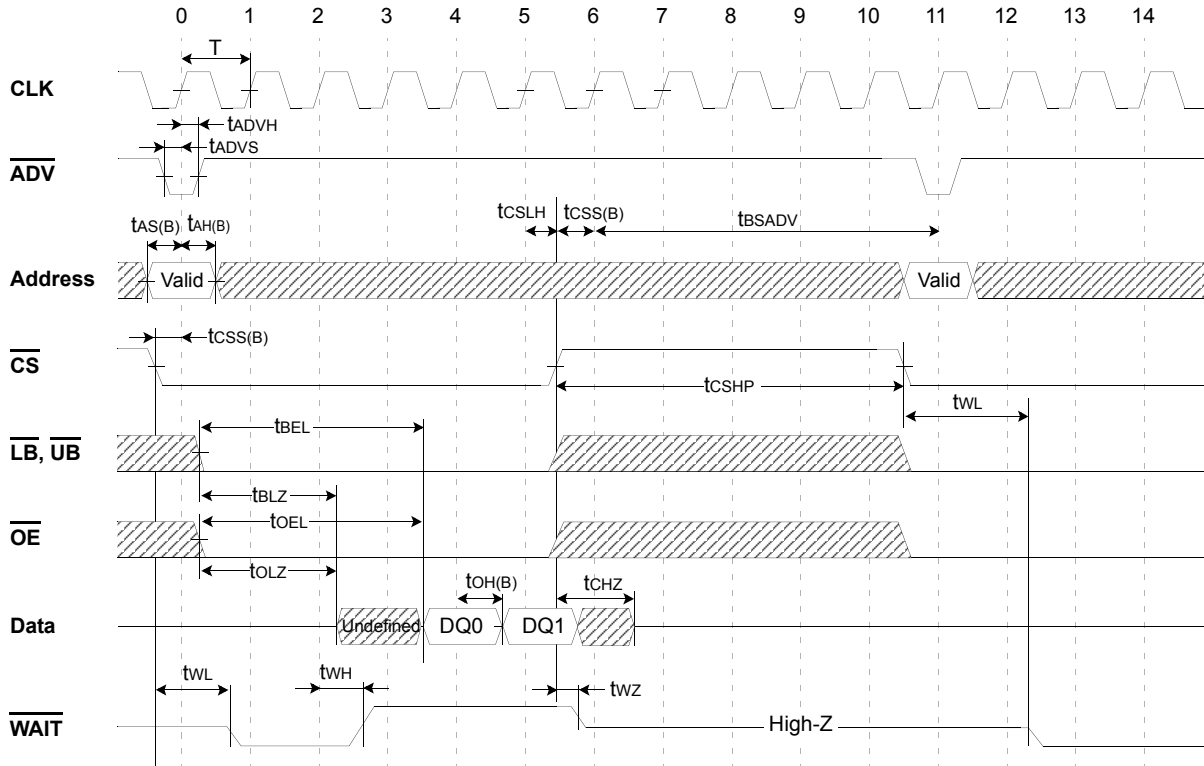 0 1 2 3 4 5 6 7 8 9 10 11 12 13 14
T
CLK
tADVH
tADVS
ADV
tCSLH tCSS(B) tBSADV
tAS(B) tAH(B)
Address Valid Valid
tCSS(B)
CS
tCSHP
tWL
tBEL
LB, UB
tBLZ
tOEL
OE
tOLZ
tOH(B) tCHZ
Data Undefined DQ0 DQ1
tWL tWH
tWZ
WAIT High-Z